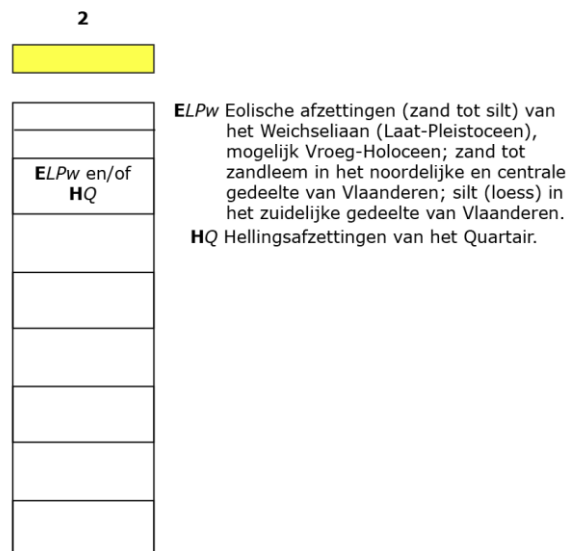 2
ELPw en/of
HQ
ELPw Eolische afzettingen (zand tot silt) van
het Weichseliaan (Laat-Pleistoceen),
mogelijk Vroeg-Holoceen; zand tot
zandleem in het noordelijke en centrale
gedeelte van Vlaanderen; silt (loess) in
het zuidelijke gedeelte van Vlaanderen.
HQ Hellingsafzettingen van het Quartair.